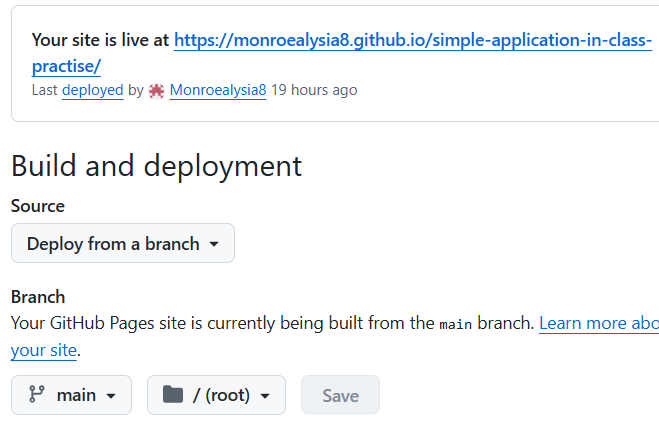 Your site is live at https://monroealysia8.github.io/simple-application-in-class-
practise/
Last deployed by Monroealysia8 19 hours ago
Build and deployment
Source
Deploy from a branch
Branch
Your GitHub Pages site is currently being built from the main branch. Learn more abo
your site.
main / (root) Save